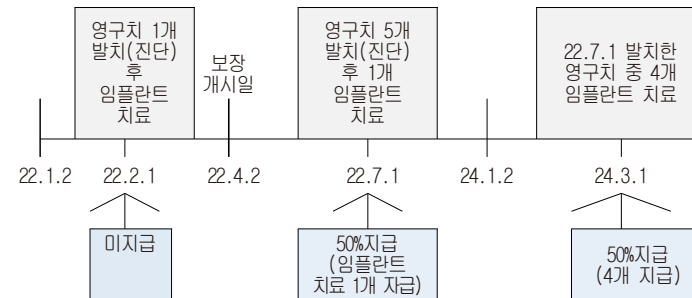 영구치 1개
발치(진단)
후
임플란트
치료
보장
개시일
영구치 5개
발치(진단)
후 1개
임플란트
치료
22.7.1 발치한
영구치 중 4개
임플란트 치료
22.1.2
22.2.1
22.4.2
22.7.1
24.1.2
24.3.1
미지급
50%지급
(임플란트
치료 1개 자급)
50%지급
(4개 지급)